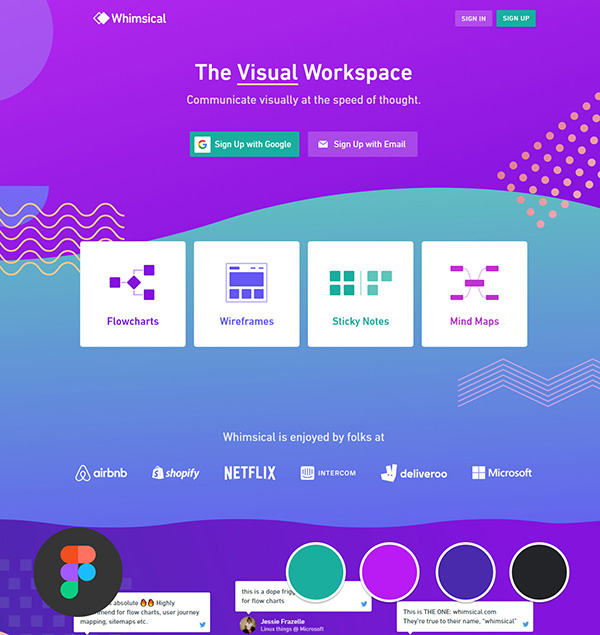 Whimsical
SIGN IN
SIGN UP
The Visual Workspace
Communicate visually at the speed of thought.
Sign Up with Google
Sign Up with Email
Flowcharts
Wireframes
Sticky Notes
Mind Maps
Whimsical is enjoyed by folks at
airbnb
shopify
NETFLIX
INTERCOM
deliveroo
Microsoft
absolute 🔥🔥 Highly
mend for flow charts, user journey
mapping, sitemaps etc.
this is a dope
for flow charts
Jessie Frazelle
Linux things @ Microsoft
This is THE ONE: whimsical.com
They're true to their name, "whimsical"